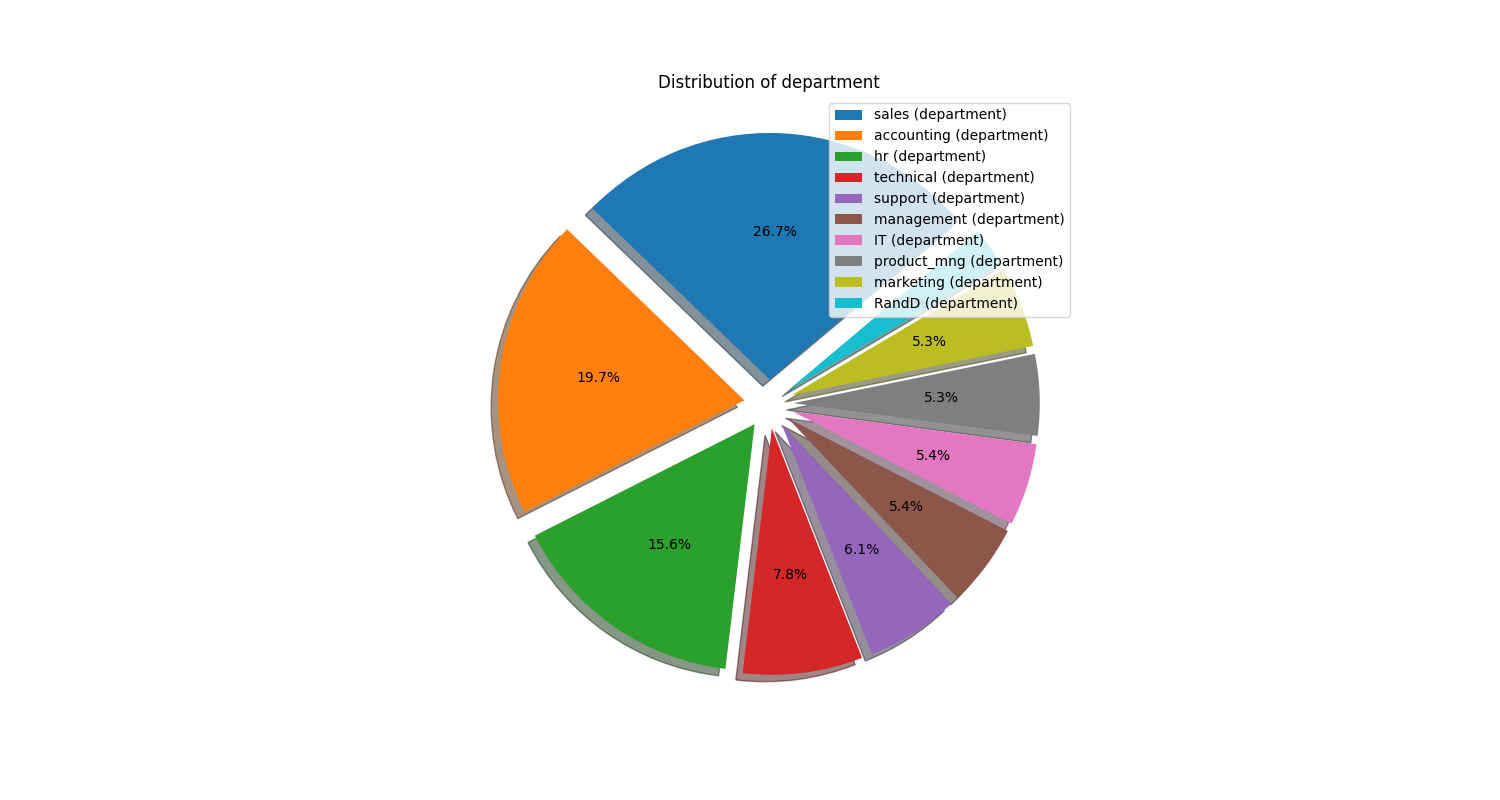 Distribution of department
sales (department)
accounting (department)
hr (department)
technical (department)
support (department)
management (department)
IT (department)
product_mng (department)
marketing (department)
RandD (department)
26.7%
19.7%
15.6%
7.8%
6.1%
5.4%
5.4%
5.3%
5.3%